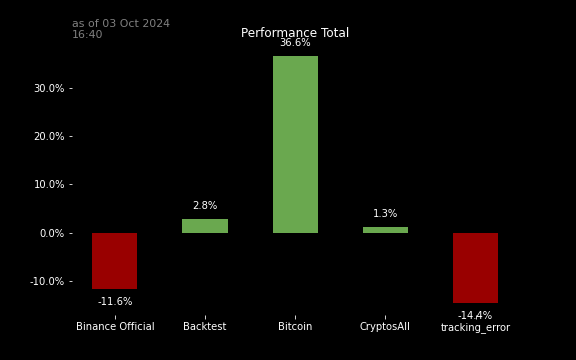 as of 03 Oct 2024
16:40
Performance Total
36.6%
30.0%
20.0%
10.0%
0.0%
-10.0%
2.8%
1.3%
-11.6%
-14.4%
Binance Official
Backtest
Bitcoin
CryptosAll
tracking_error